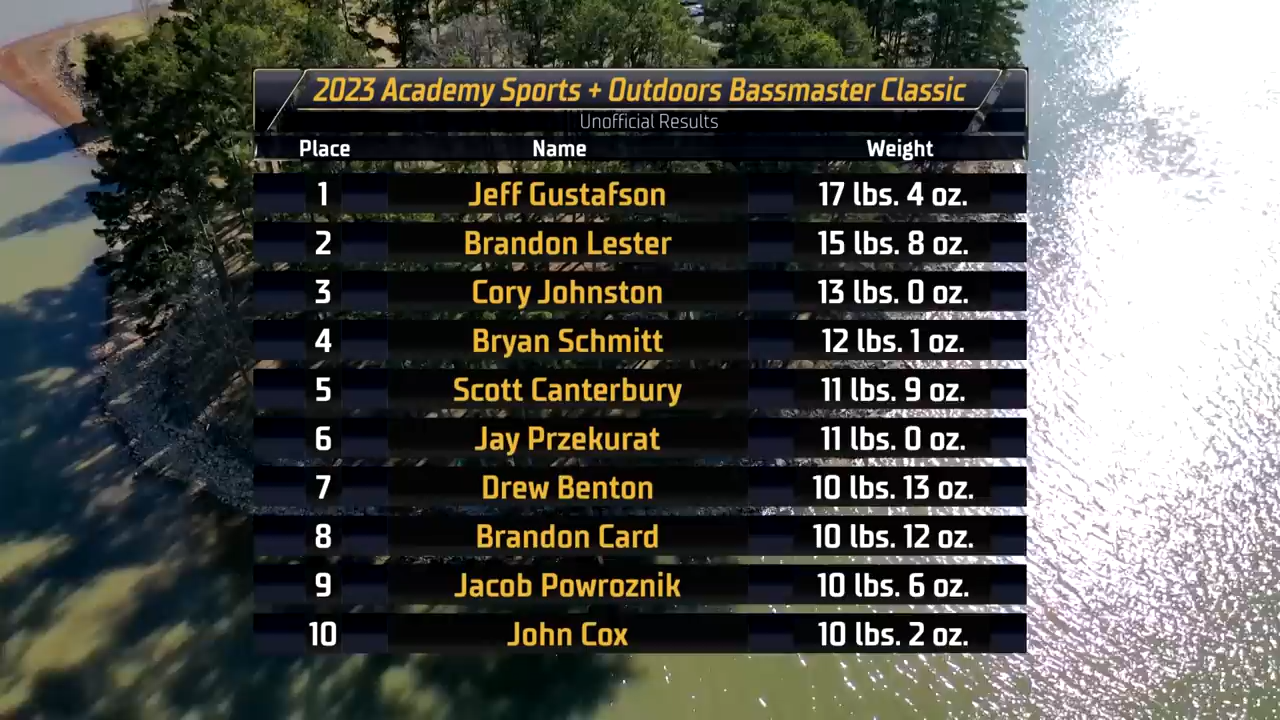 2023 Academy Sports + Outdoors Bassmaster Classic
Unofficial Results
Place Name Weight
1 Jeff Gustafson 17 lbs. 4 oz.
2 Brandon Lester 15 lbs. 8 oz.
3 Cory Johnston 13 lbs. 0 oz.
4 Bryan Schmitt 12 lbs. 1 oz.
5 Scott Canterbury 11 lbs. 9 oz.
6 Jay Przekurat 11 lbs. 0 oz.
7 Drew Benton 10 lbs. 13 oz.
8 Brandon Card 10 lbs. 12 oz.
9 Jacob Powroznik 10 lbs. 6 oz.
10 John Cox 10 lbs. 2 oz.